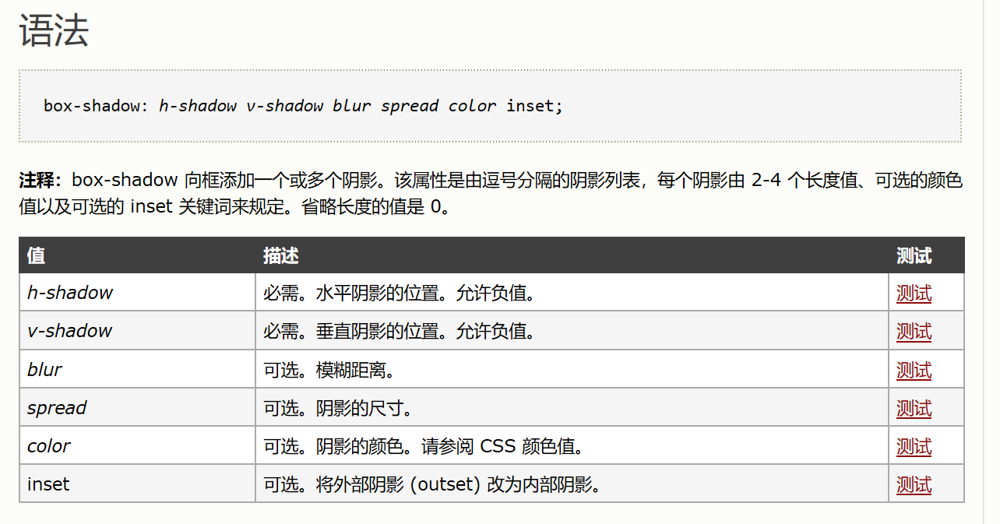 语法
box-shadow: h-shadow v-shadow blur spread color inset;
注释：box-shadow 向框添加一个或多个阴影。该属性是由逗号分隔的阴影列表，每个阴影由 2-4 个长度值、可选的颜色
值以及可选的 inset 关键词来规定。省略长度的值是 0。
值 描述 测试
h-shadow 必需。水平阴影的位置。允许负值。 测试
v-shadow 必需。垂直阴影的位置。允许负值。 测试
blur 可选。模糊距离。 测试
spread 可选。阴影的尺寸。 测试
color 可选。阴影的颜色。请参阅 CSS 颜色值。 测试
inset 可选。将外部阴影 (outset) 改为内部阴影。 测试